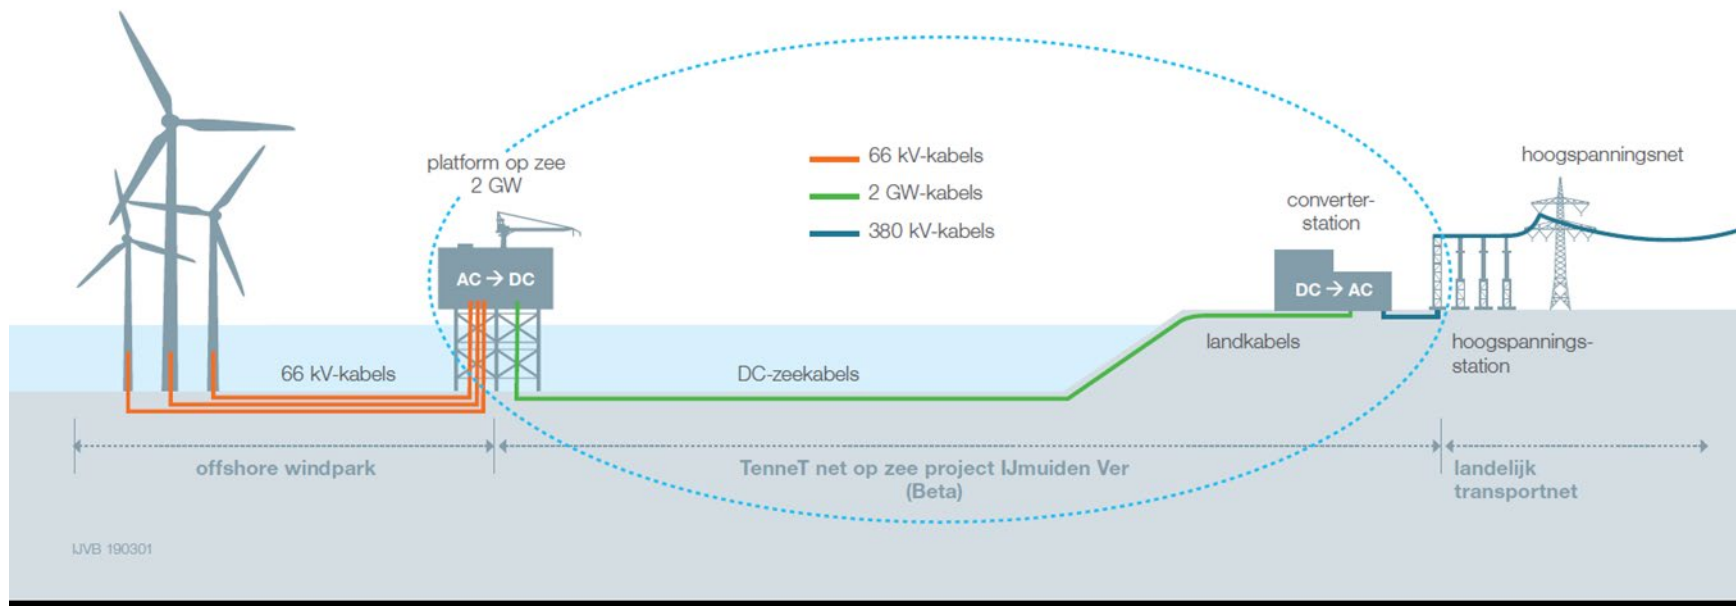 platform op zee
2 GW
AC → DC
66 kV-kabels
2 GW-kabels
380 kV-kabels
converter-
station
DC → AC
hoogspanningsnet
66 kV-kabels
DC-zeekabels
landkabels
hoogspannings-
station
offshore windpark
TenneT net op zee project IJmuiden Ver
(Beta)
landelijk
transportnet
IJVB 190301